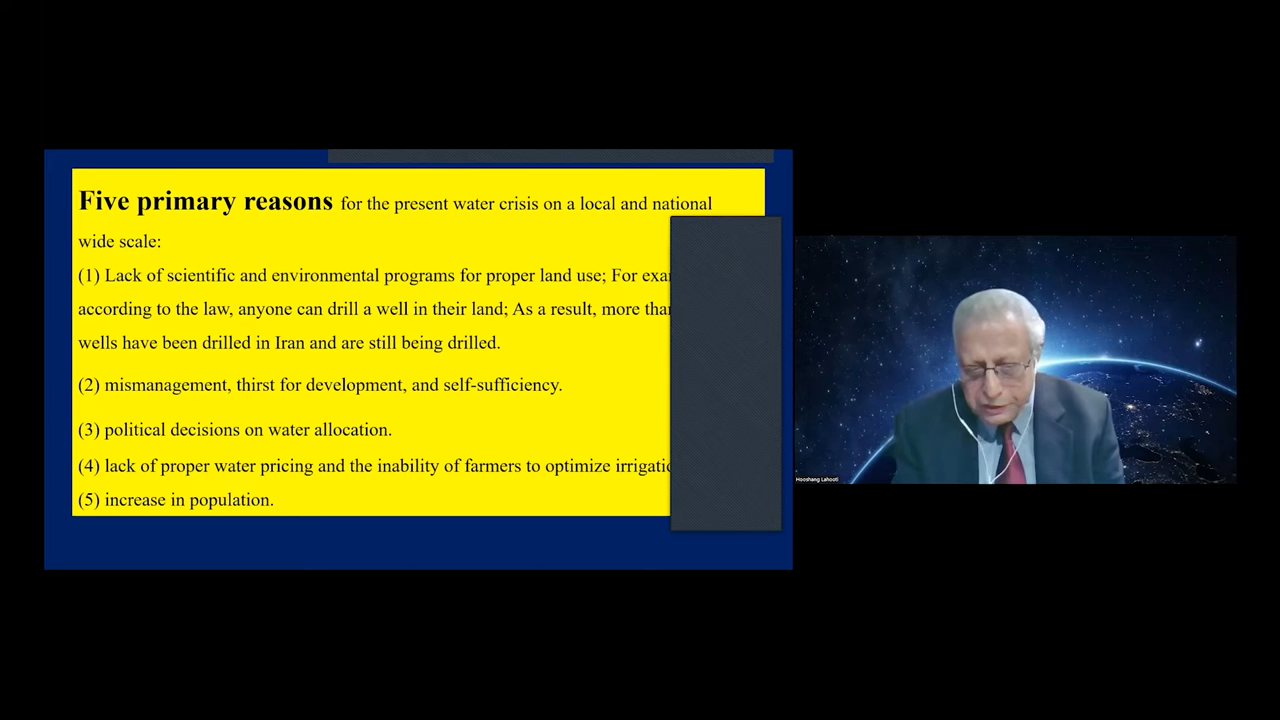 Five primary reasons for the present water crisis on a local and national
wide scale:
(1) Lack of scientific and environmental programs for proper land use; For
according to the law, anyone can drill a well in their land; As a result, more
wells have been drilled in Iran and are still being drilled.
(2) mismanagement, thirst for development, and self-sufficiency.
(3) political decisions on water allocation.
(4) lack of proper water pricing and the inability of farmers to optimize
(5) increase in population.
Hooshang Lahooti